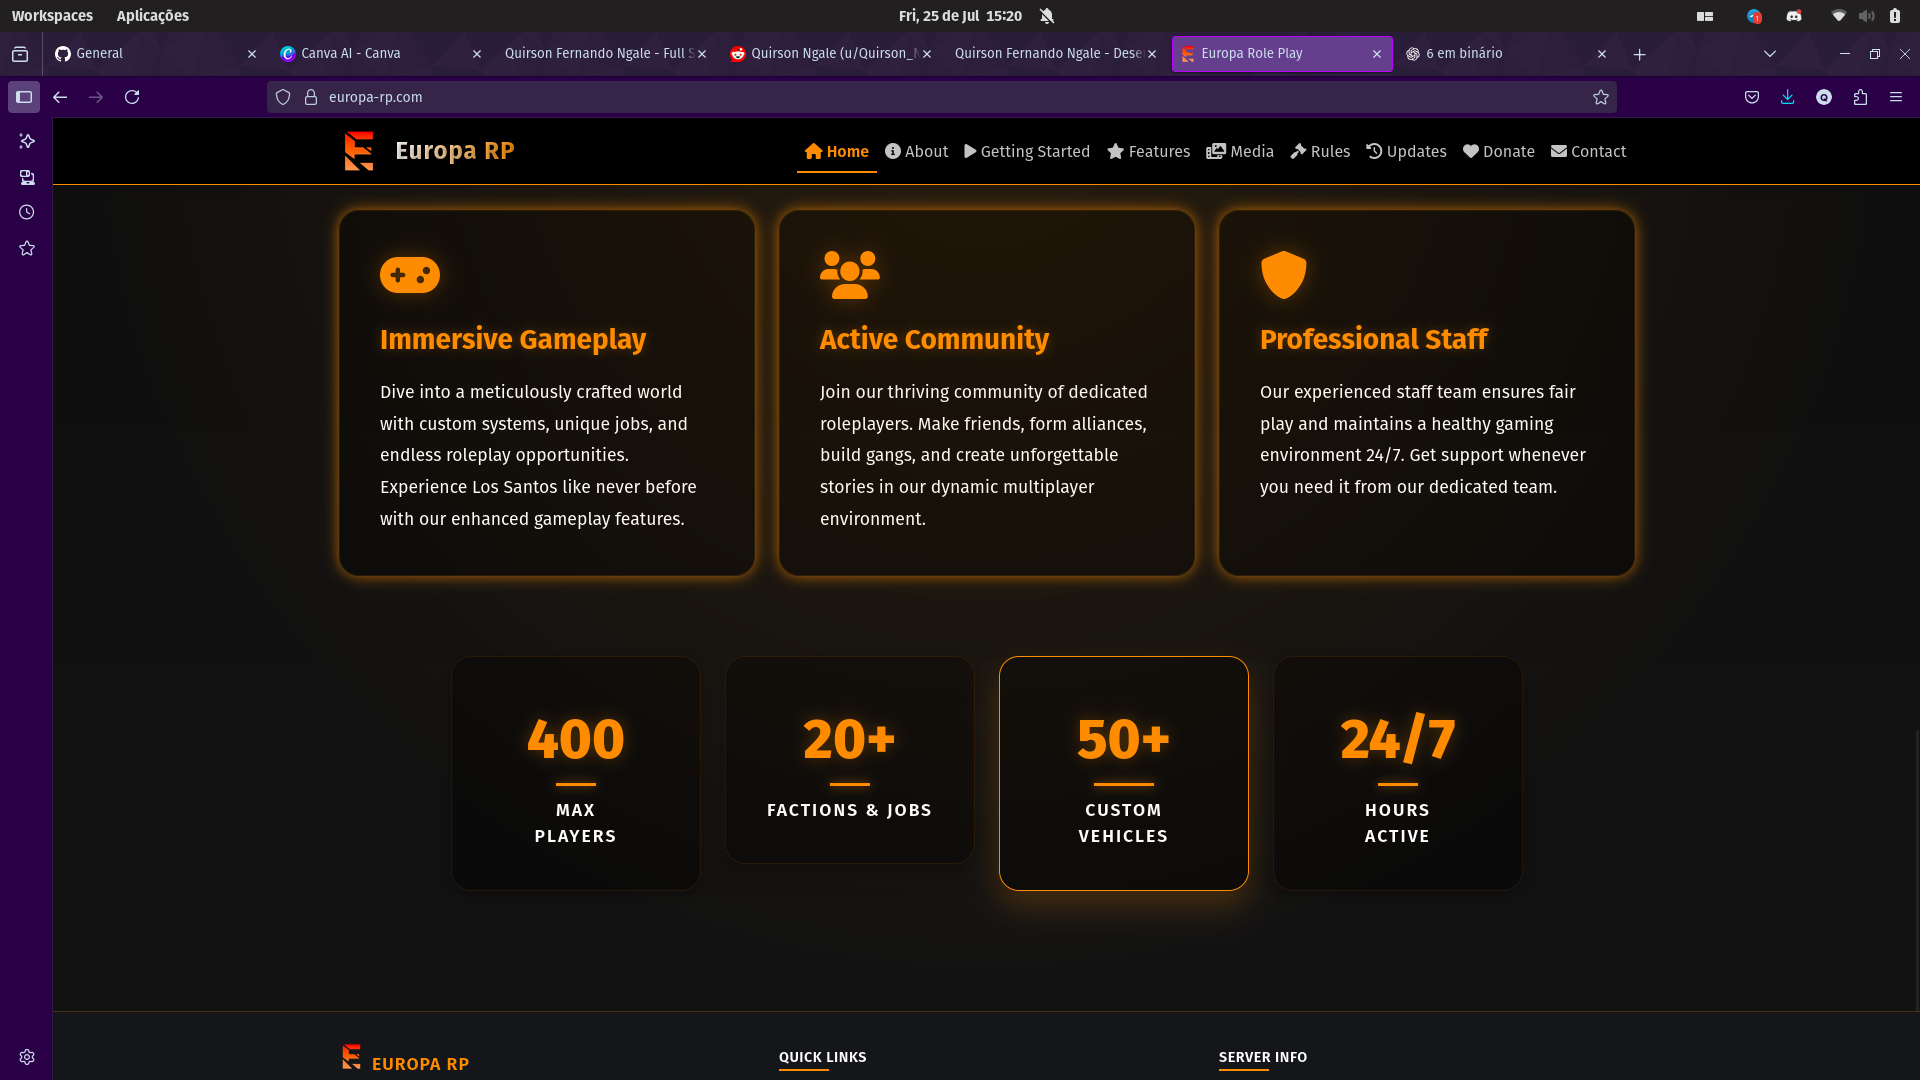 Workspaces Aplicações Fri, 25 de Jul 15:20
General Canva AI - Canva Quirson Fernando Ngale - Full S Quirson Ngale (u/Quirson_N Quirson Fernando Ngale - Dese Europa Role Play 6 em binário
europa-rp.com
Europa RP Home About Getting Started Features Media Rules Updates Donate Contact
Immersive Gameplay
Dive into a meticulously crafted world
with custom systems, unique jobs, and
endless roleplay opportunities.
Experience Los Santos like never before
with our enhanced gameplay features.
Active Community
Join our thriving community of dedicated
roleplayers. Make friends, form alliances,
build gangs, and create unforgettable
stories in our dynamic multiplayer
environment.
Professional Staff
Our experienced staff team ensures fair
play and maintains a healthy gaming
environment 24/7. Get support whenever
you need it from our dedicated team.
400
MAX
PLAYERS
20+
FACTIONS & JOBS
50+
CUSTOM
VEHICLES
24/7
HOURS
ACTIVE
EUROPA RP
QUICK LINKS
SERVER INFO